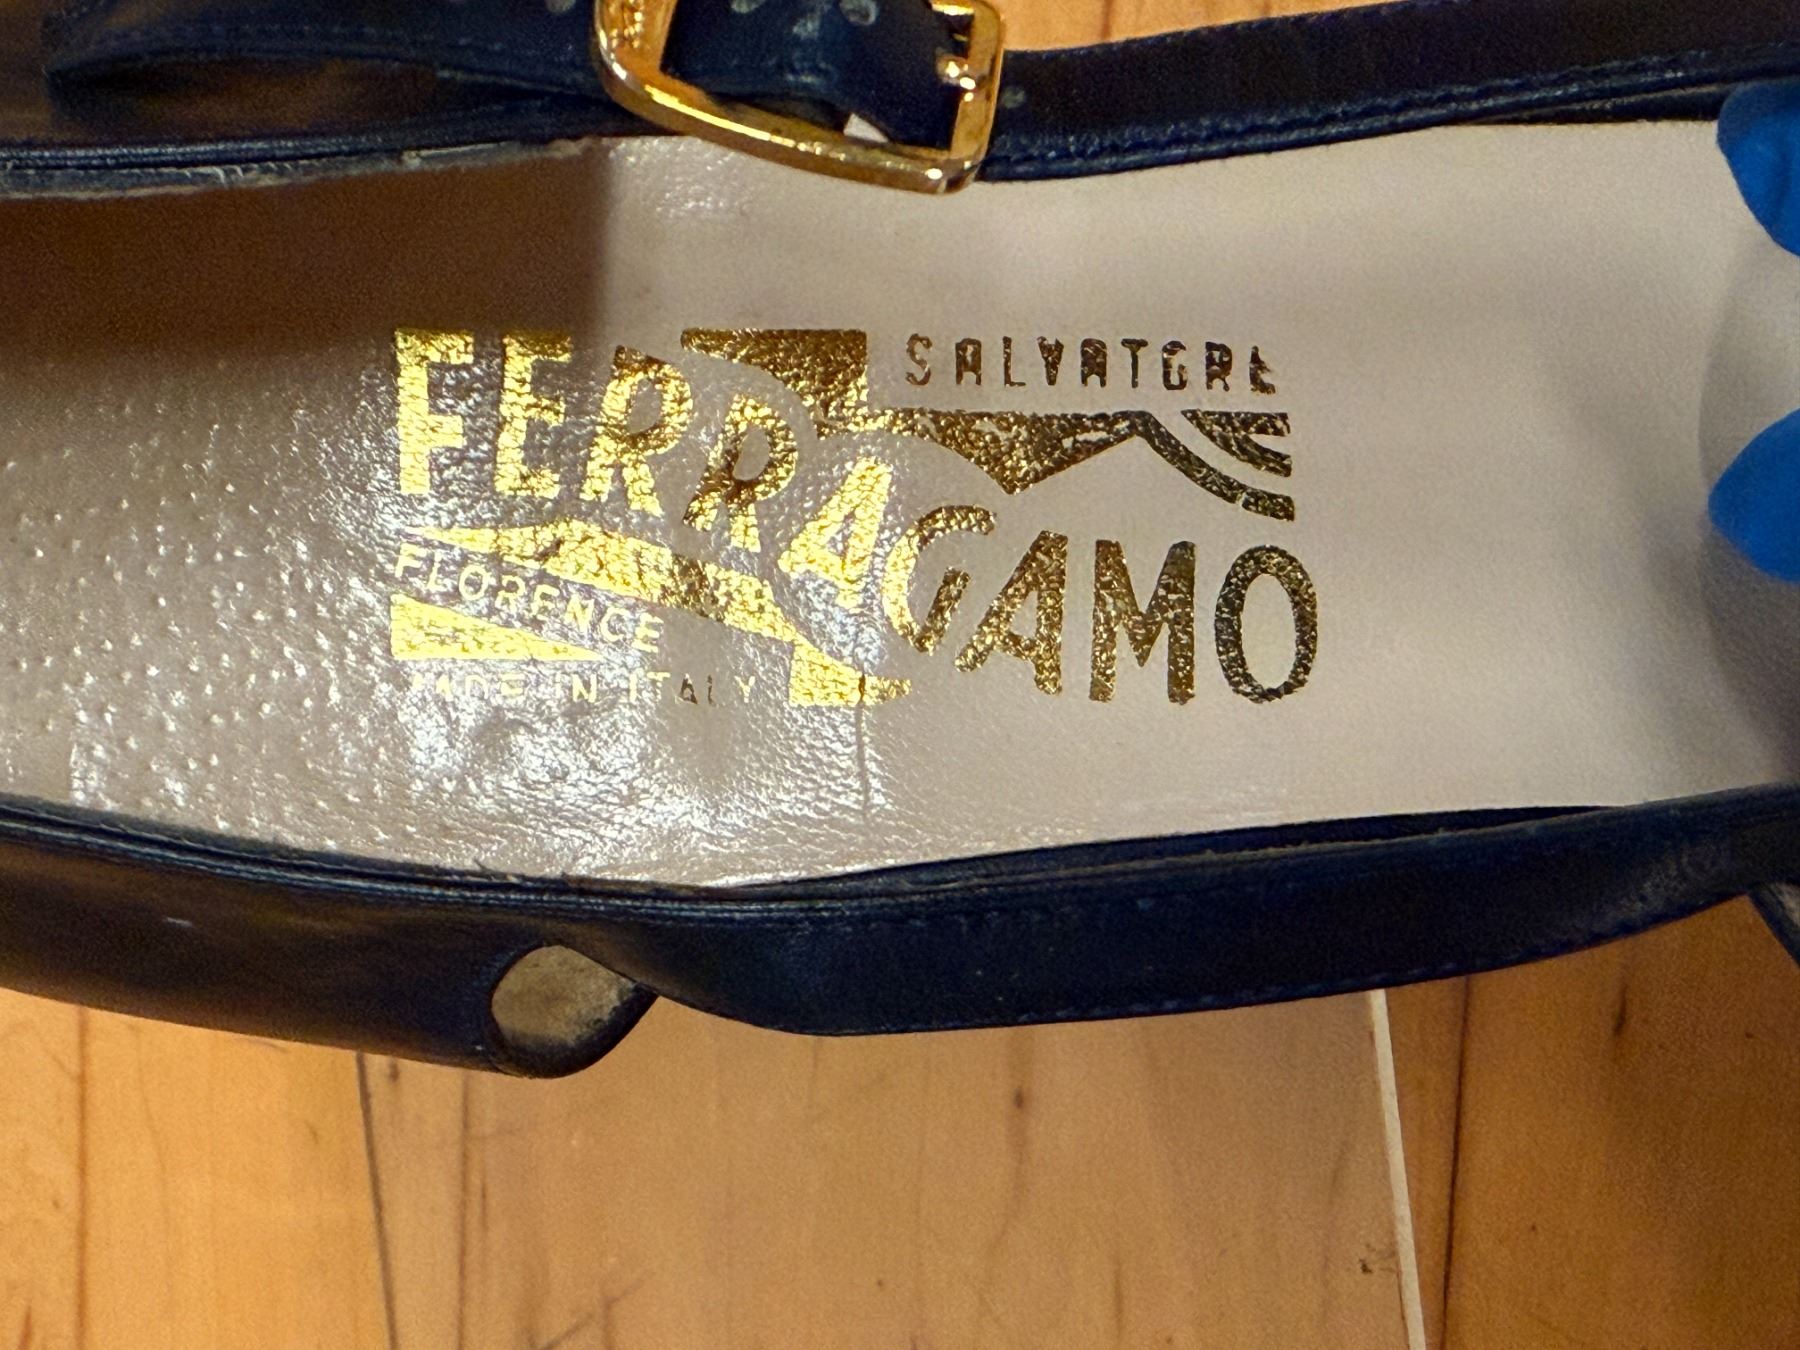 SALVATORE
FERRAGAMO
FLORENCE
MADE IN ITALY